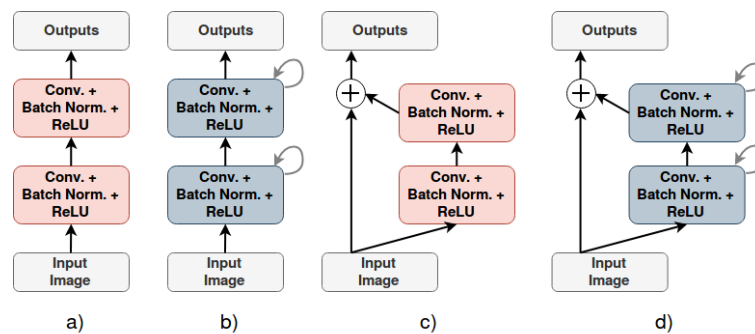 Outputs
Outputs
Outputs
Outputs
Conv. +
Batch Norm. +
ReLU
Conv. +
Batch Norm. +
ReLU
Conv. +
Batch Norm. +
ReLU
Conv. +
Batch Norm. +
ReLU
Conv. +
Batch Norm. +
ReLU
Conv. +
Batch Norm. +
ReLU
Conv. +
Batch Norm. +
ReLU
Conv. +
Batch Norm. +
ReLU
Input
Image
Input
Image
Input
Image
Input
Image
a)
b)
c)
d)